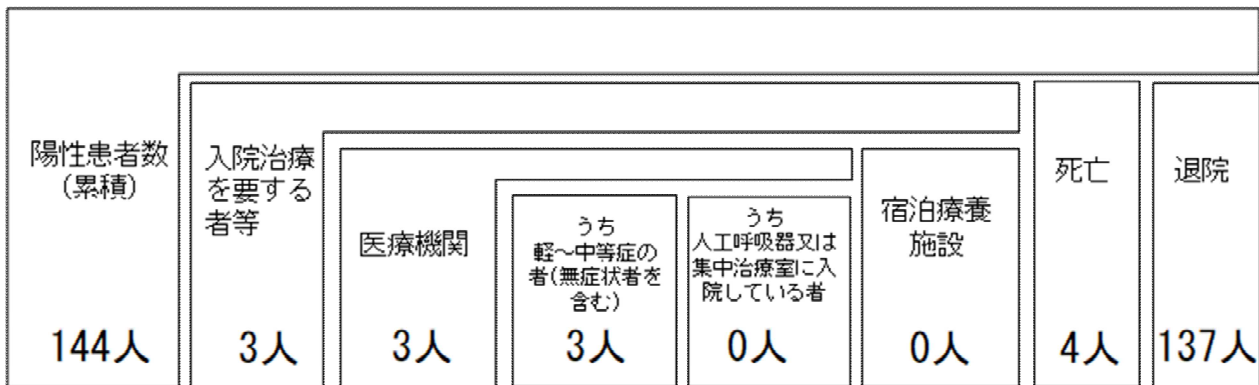 陽性患者数
(累積)
144人
入院治療
を要する
者等
3人
医療機関
3人
うち
軽～中等症の
者(無症状者を
含む)
3人
うち
人工呼吸器又は
集中治療室に入
院している者
0人
宿泊療養
施設
0人
死亡
4人
退院
137人